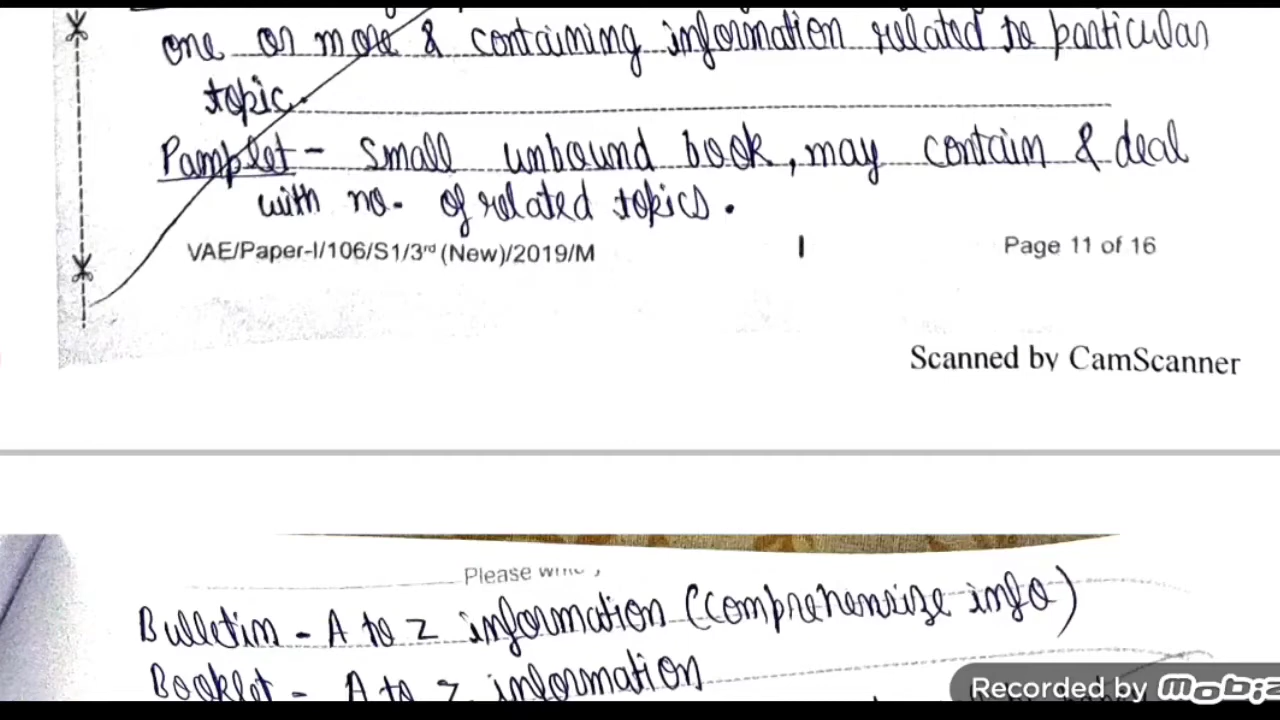 one or more & containing information related to particular
topic.
Pamplet - Small unbound book, may contain & deal
with no. of related topics.
VAE/Paper-I/106/S1/3rd (New)/2019/M
Page 11 of 16
Scanned by CamScanner
Please
Bulletin - A to Z information (Comprehensize info)
Booklet - A to Z information
Recorded by